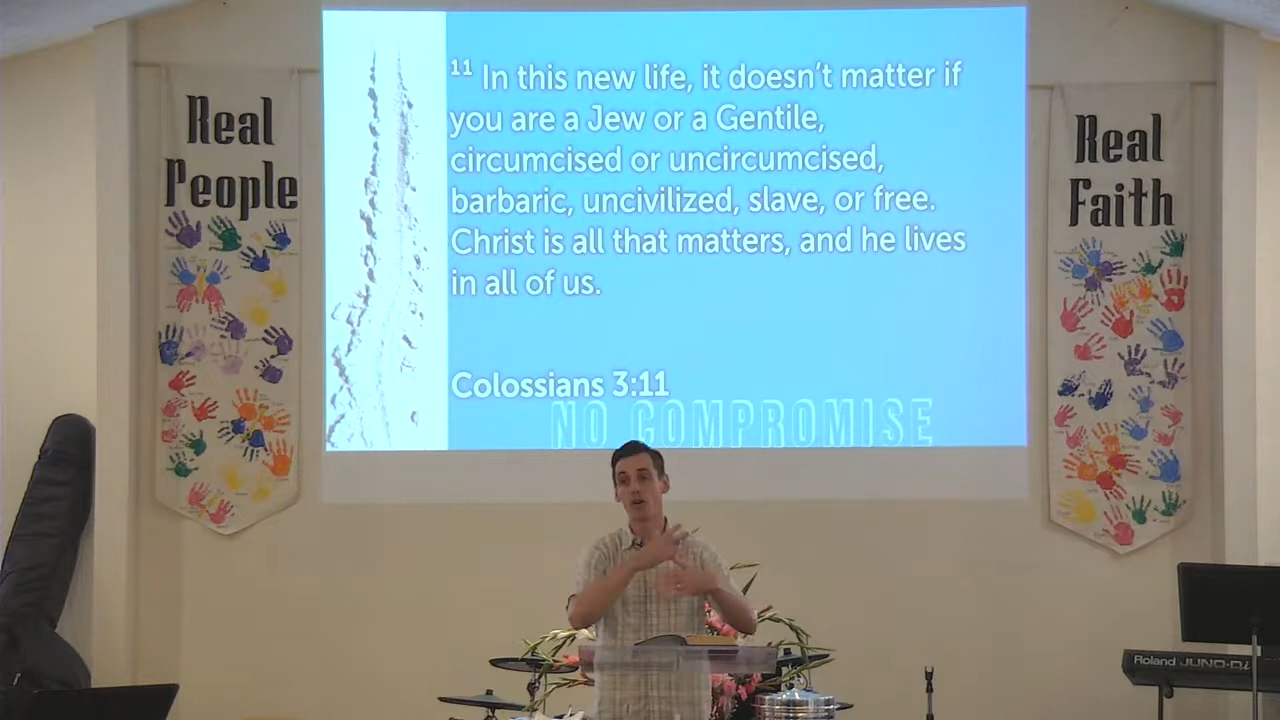 Real
People
11 In this new life, it doesn't matter if
you are a Jew or a Gentile,
circumcised or uncircumcised,
barbaric, uncivilized, slave, or free.
Christ is all that matters, and he lives
in all of us.
Colossians 3:11
NO COMPROMISE
Real
Faith
Roland JUNO-Di